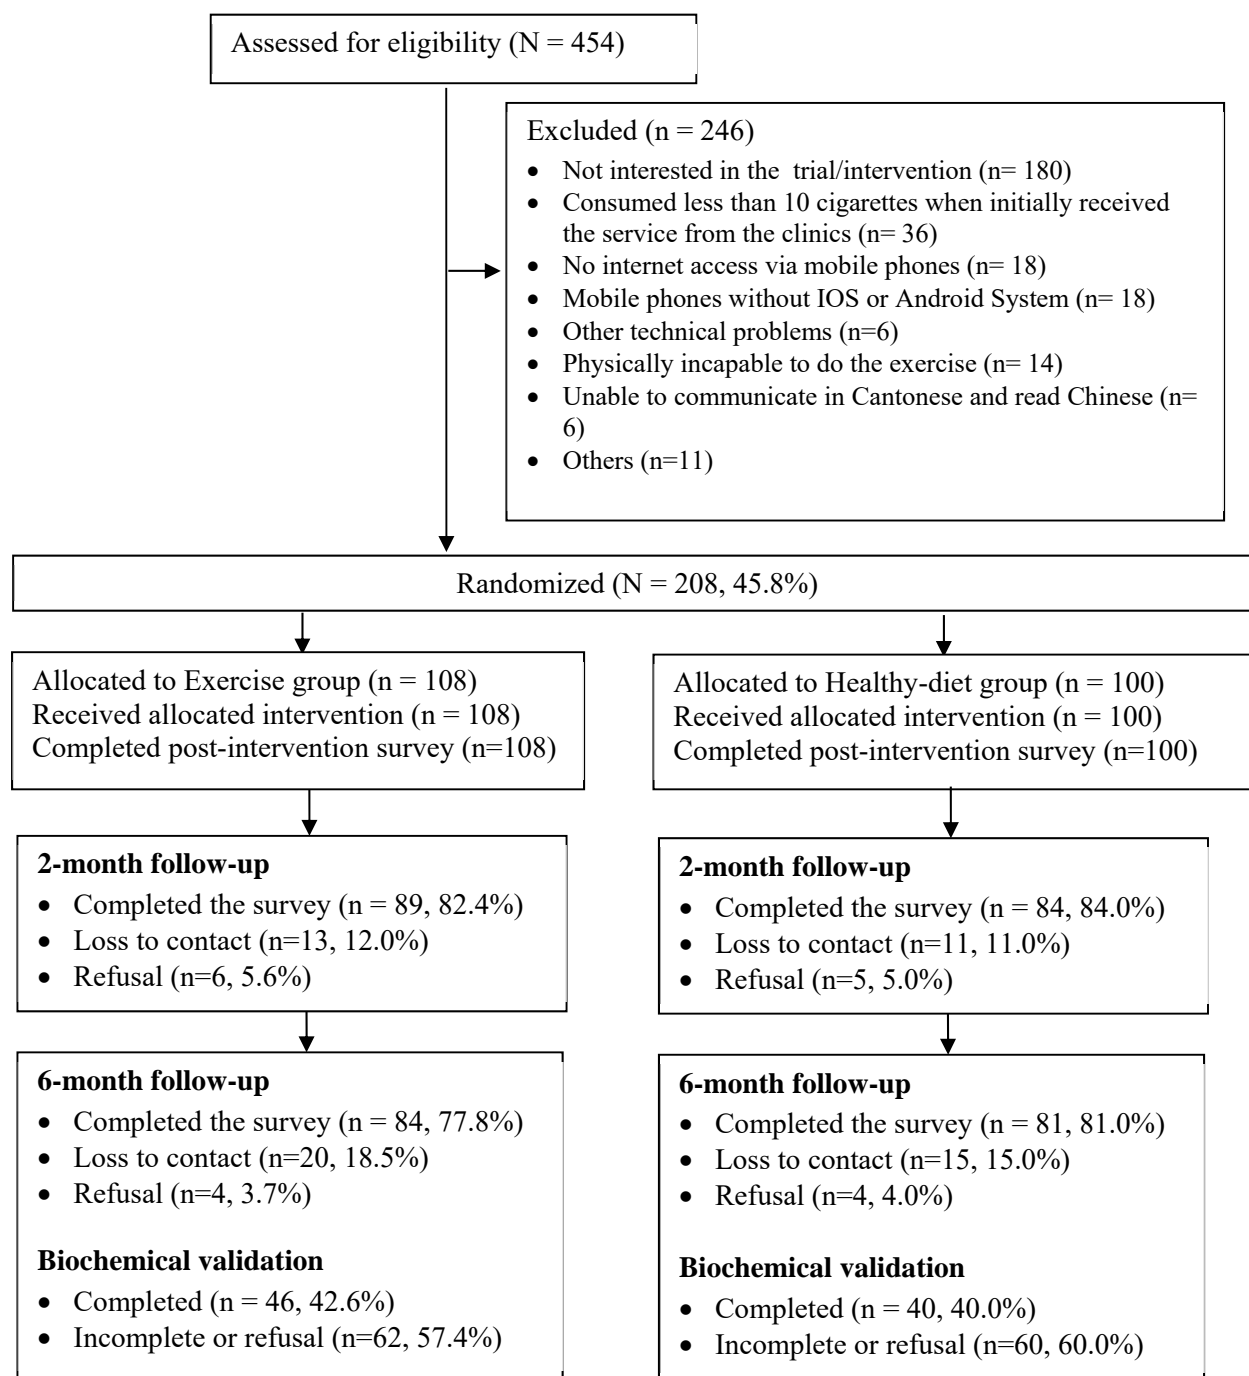 Assessed for eligibility (N = 454)
Excluded (n = 246)
• Not interested in the  trial/intervention (n= 180)
• Consumed less than 10 cigarettes when initially received
the service from the clinics (n= 36)
• No internet access via mobile phones (n= 18)
• Mobile phones without IOS or Android System (n= 18)
• Other technical problems (n=6)
• Physically incapable to do the exercise (n= 14)
• Unable to communicate in Cantonese and read Chinese (n=
6)
• Others (n=11)
Randomized (N = 208, 45.8%)
Allocated to Exercise group (n = 108)
Received allocated intervention (n = 108)
Completed post-intervention survey (n=108)
Allocated to Healthy-diet group (n = 100)
Received allocated intervention (n = 100)
Completed post-intervention survey (n=100)
2-month follow-up
• Completed the survey (n = 89, 82.4%)
• Loss to contact (n=13, 12.0%)
• Refusal (n=6, 5.6%)
2-month follow-up
• Completed the survey (n = 84, 84.0%)
• Loss to contact (n=11, 11.0%)
• Refusal (n=5, 5.0%)
6-month follow-up
• Completed the survey (n = 84, 77.8%)
• Loss to contact (n=20, 18.5%)
• Refusal (n=4, 3.7%)
Biochemical validation
• Completed (n = 46, 42.6%)
• Incomplete or refusal (n=62, 57.4%)
6-month follow-up
• Completed the survey (n = 81, 81.0%)
• Loss to contact (n=15, 15.0%)
• Refusal (n=4, 4.0%)
Biochemical validation
• Completed (n = 40, 40.0%)
• Incomplete or refusal (n=60, 60.0%)